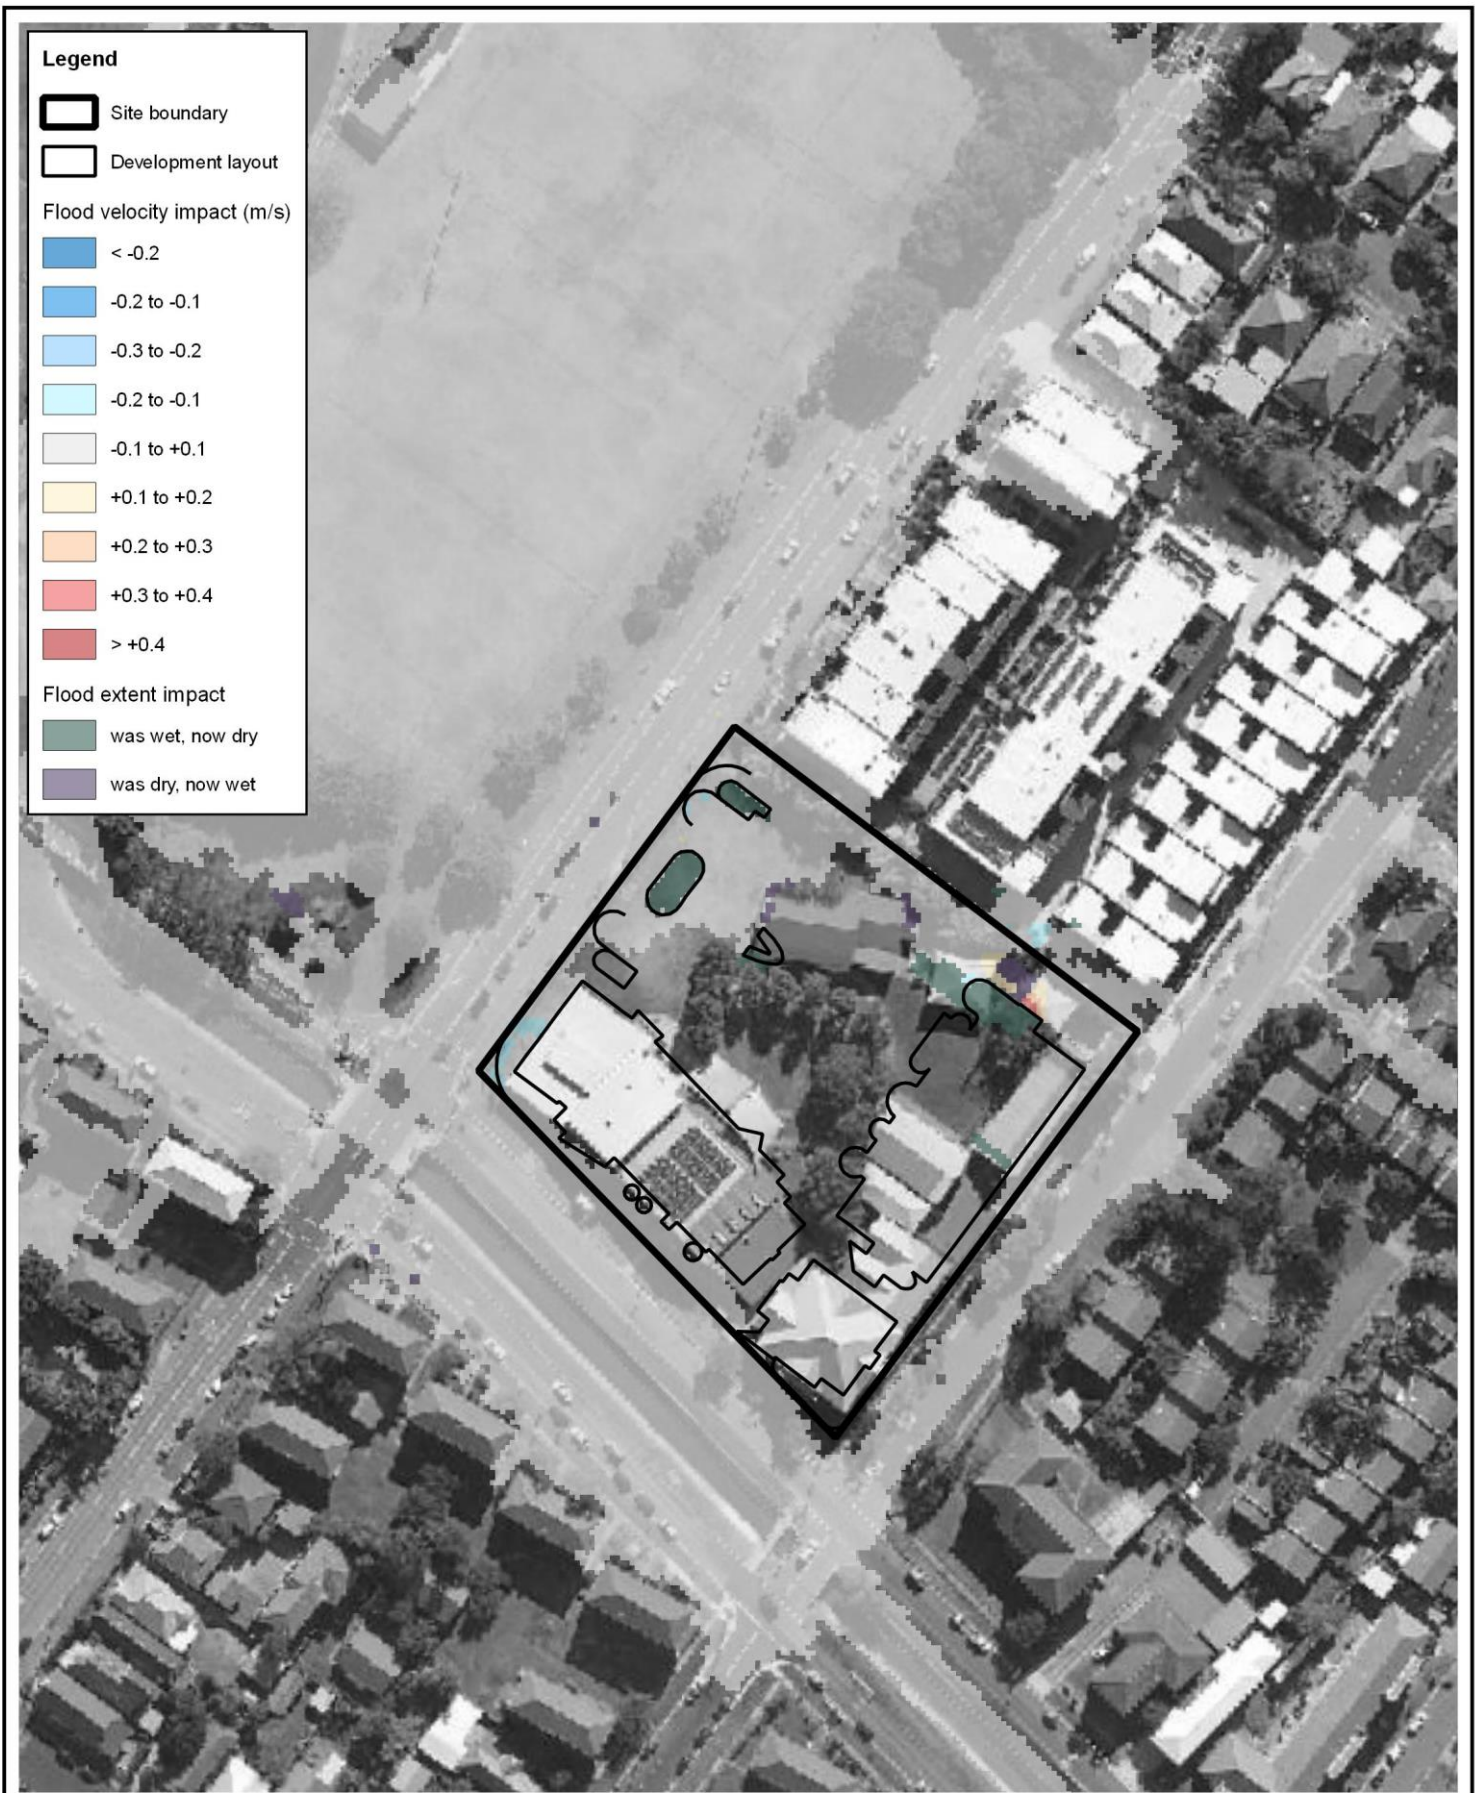 Legend
Site boundary
Development layout
Flood velocity impact (m/s)
< -0.2
-0.2 to -0.1
-0.3 to -0.2
-0.2 to -0.1
-0.1 to +0.1
+0.1 to +0.2
+0.2 to +0.3
+0.3 to +0.4
> +0.4
Flood extent impact
was wet, now dry
was dry, now wet